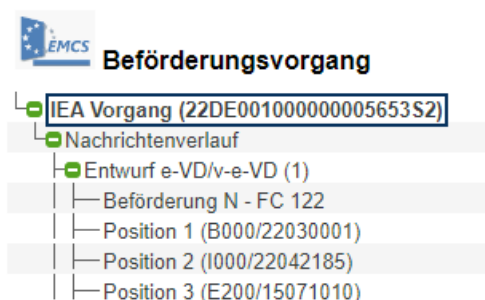 EMCS
Beförderungsvorgang
IEA Vorgang (22DE001000000005653S2)
Nachrichtenverlauf
Entwurf e-VD/v-e-VD (1)
Beförderung N - FC 122
Position 1 (B000/22030001)
Position 2 (I000/22042185)
Position 3 (E200/15071010)